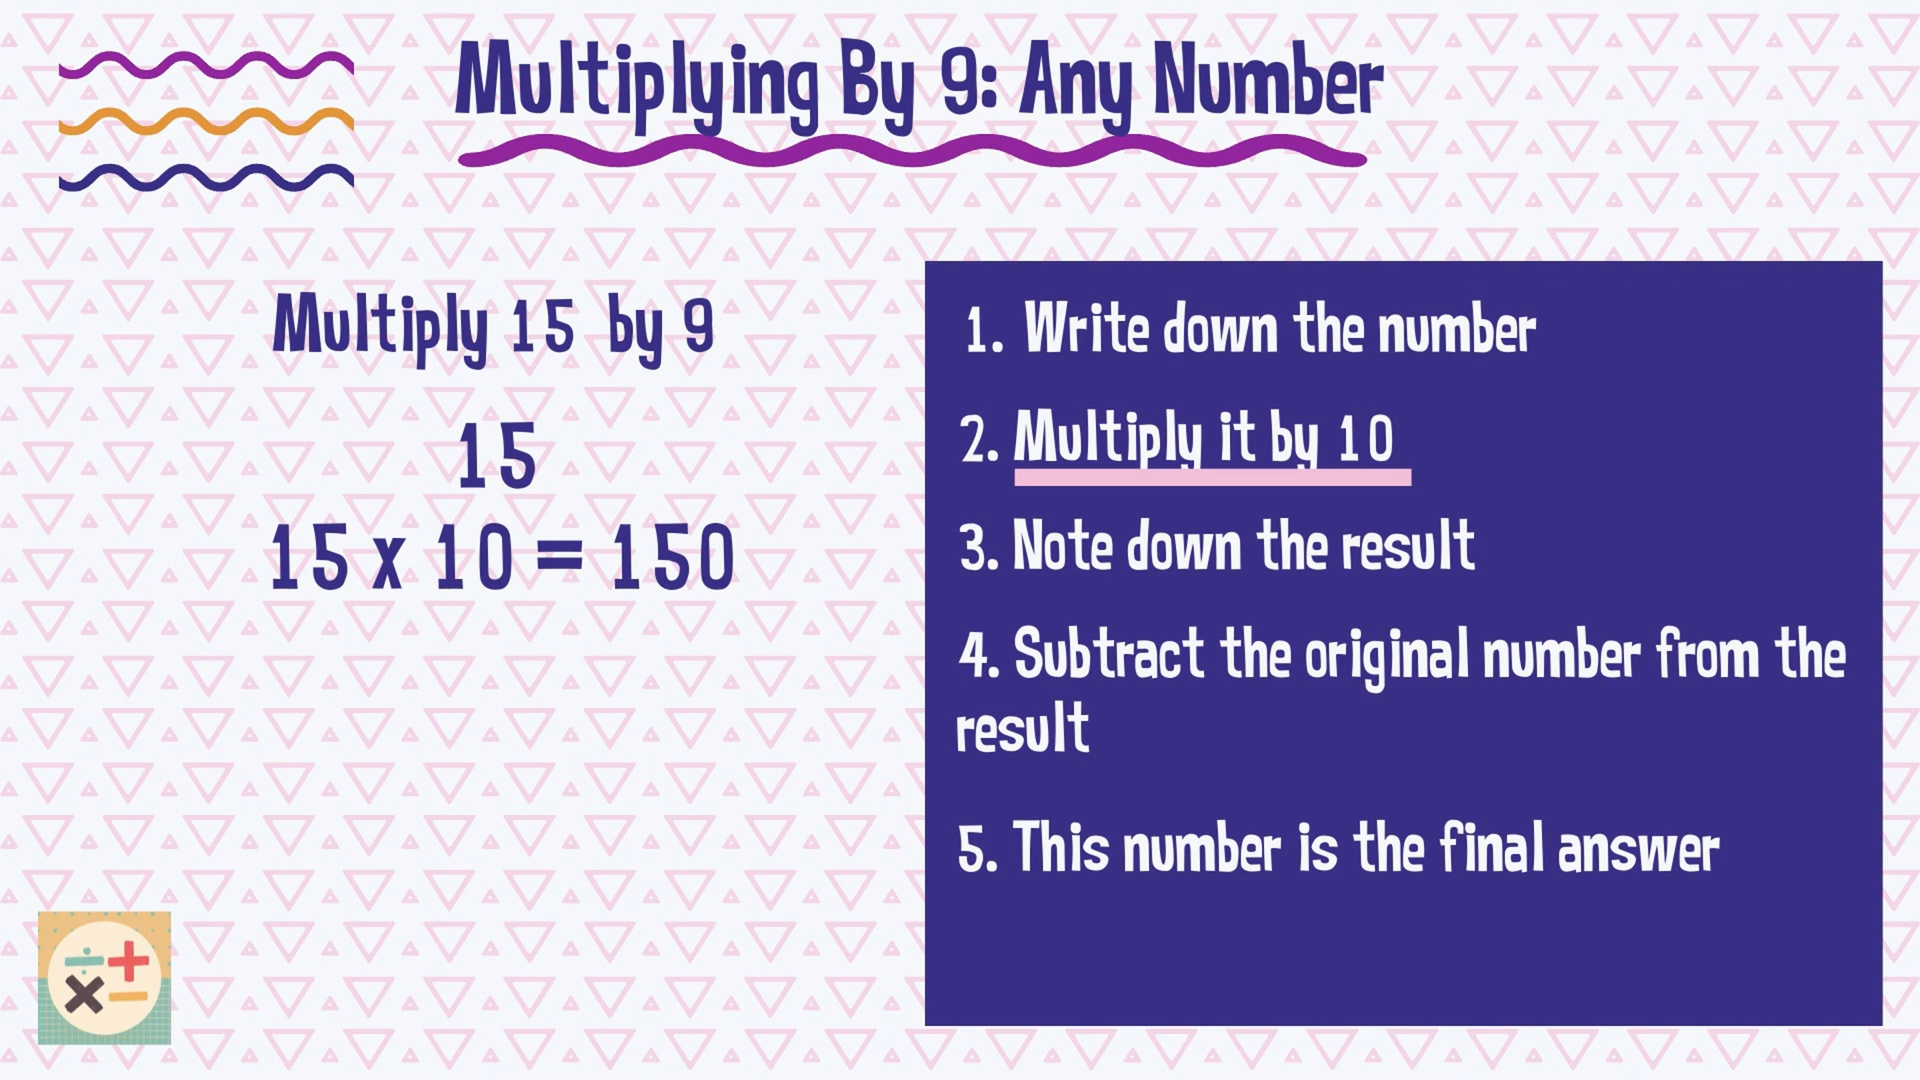 Multiplying By 9: Any Number
Multiply 15 by 9
15
15 x 10 = 150
1. Write down the number
2. Multiply it by 10
3. Note down the result
4. Subtract the original number from the
result
5. This number is the final answer